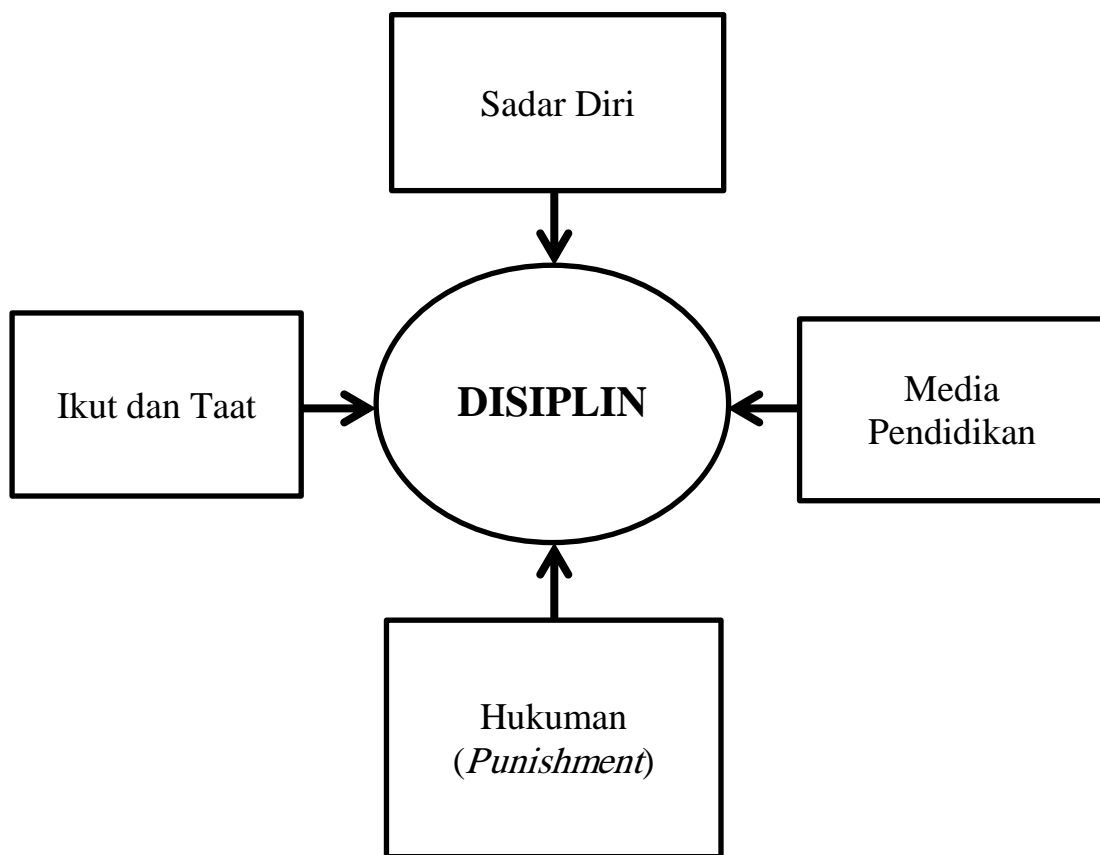 Sadar Diri
Ikut dan Taat
DISIPLIN
Media
Pendidikan
Hukuman
(Punishment)